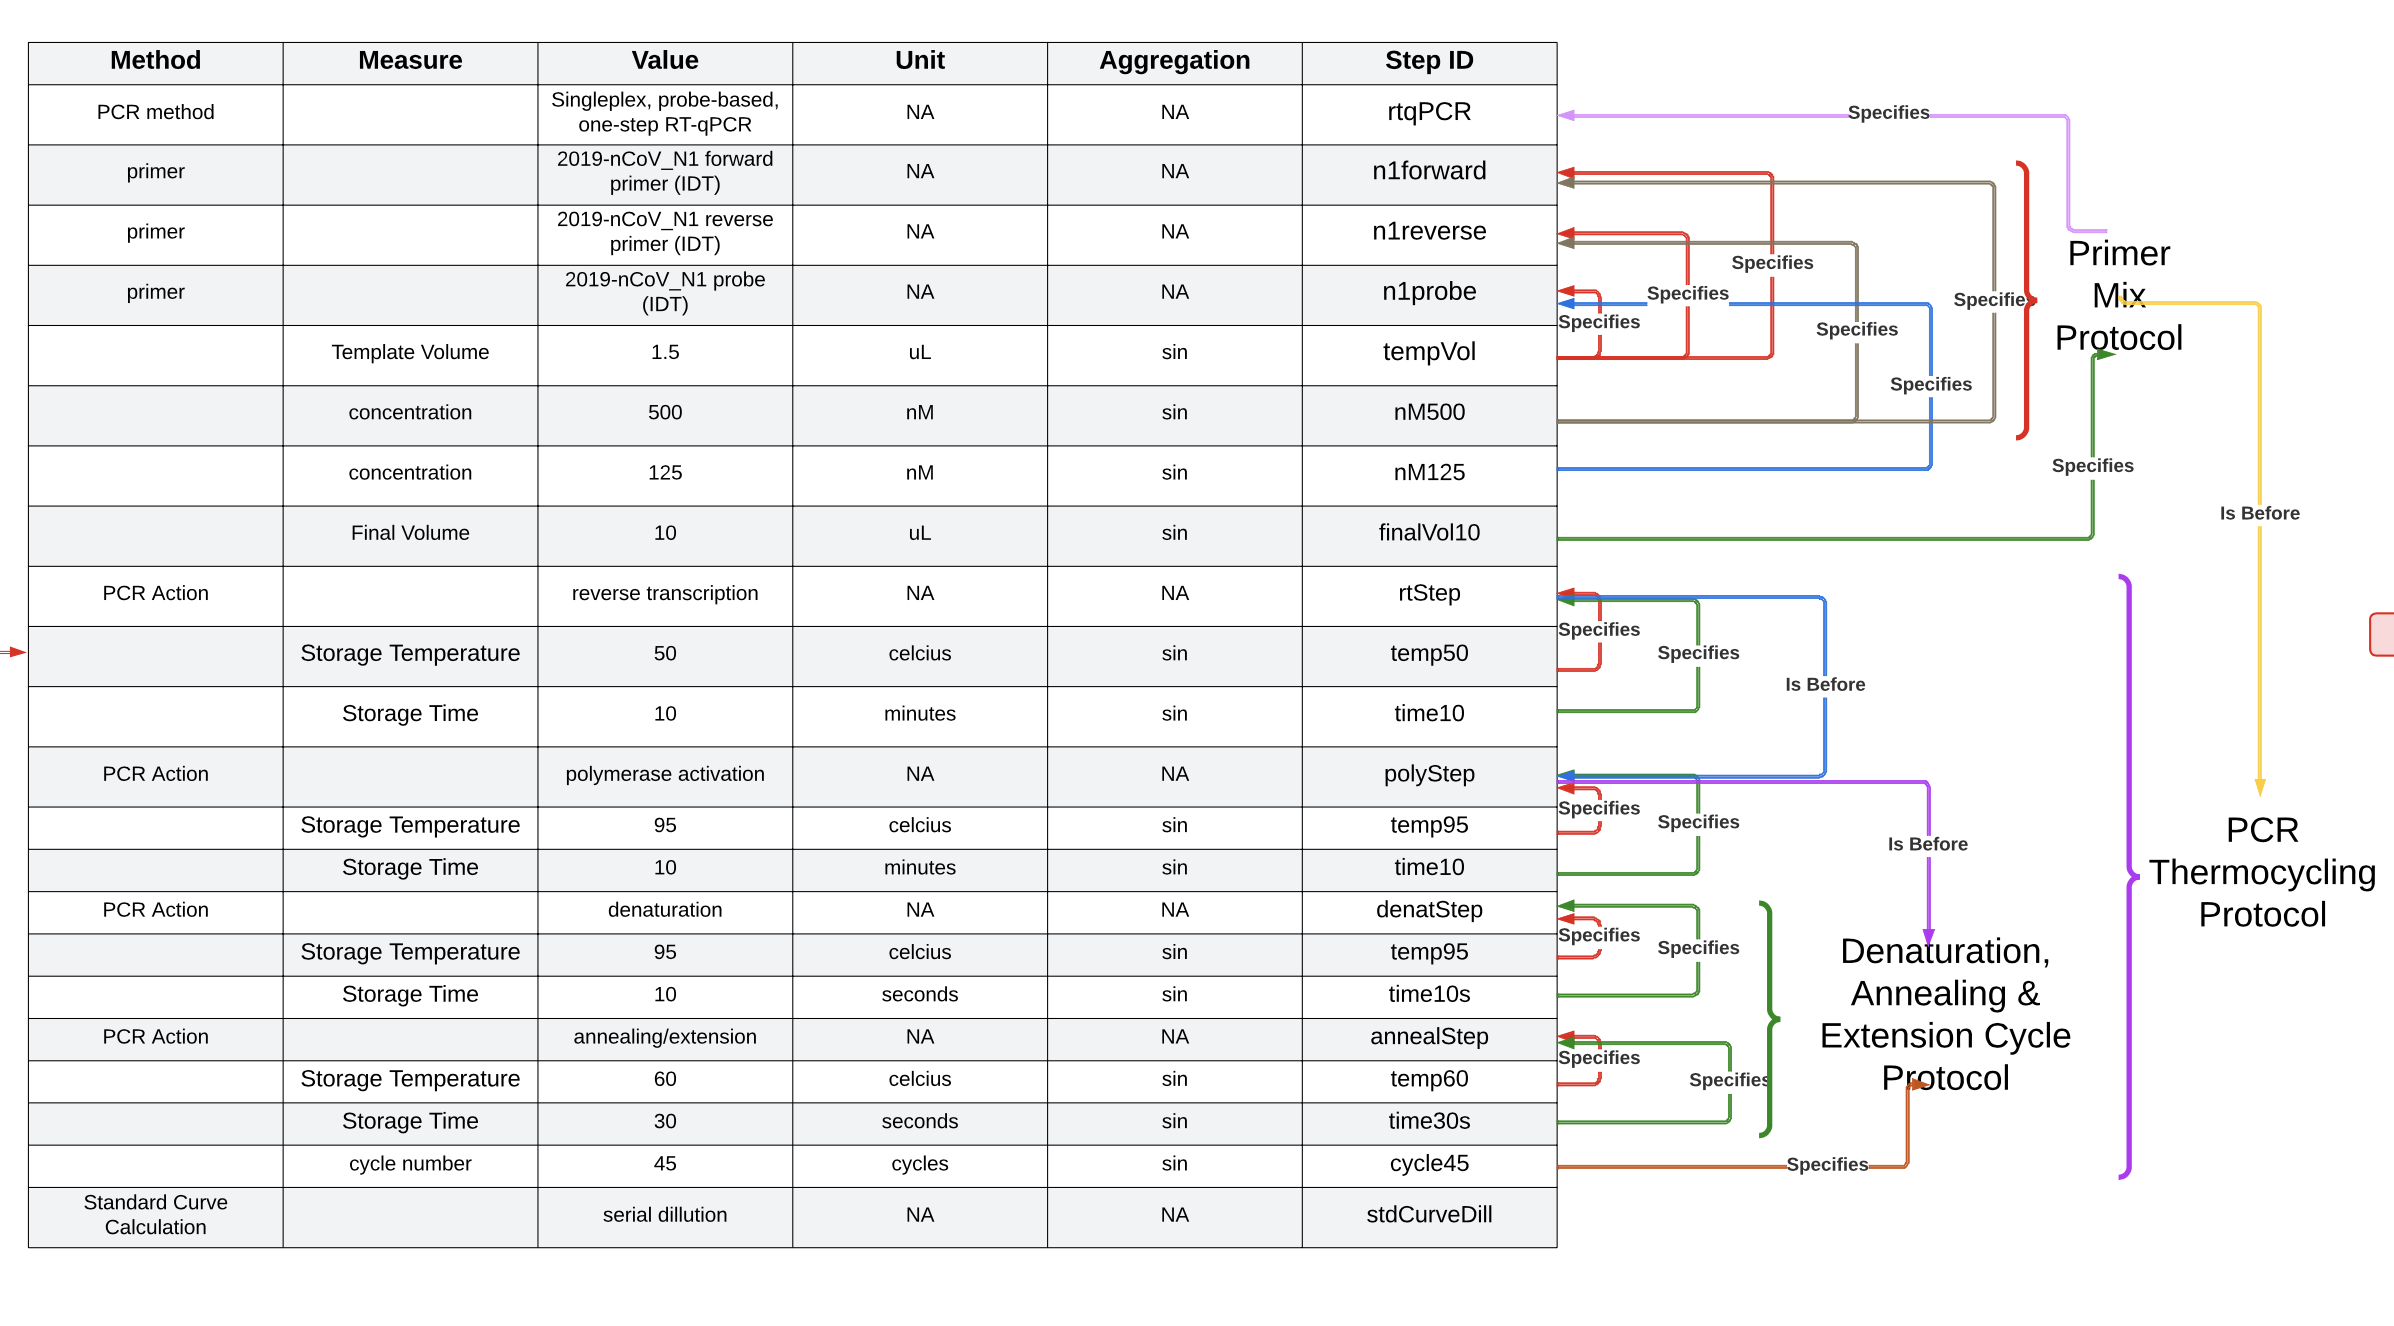 Method Measure Value Unit Aggregation Step ID
PCR method Singleplex, probe-based, one-step RT-qPCR NA NA rtqPCR
primer 2019-nCoV_N1 forward primer (IDT) NA NA n1forward
primer 2019-nCoV_N1 reverse primer (IDT) NA NA n1reverse
primer 2019-nCoV_N1 probe (IDT) NA NA n1probe
Template Volume 1.5 uL sin tempVol
concentration 500 nM sin nM500
concentration 125 nM sin nM125
Final Volume 10 uL sin finalVol10
PCR Action reverse transcription NA NA rtStep
Storage Temperature 50 celcius sin temp50
Storage Time 10 minutes sin time10
PCR Action polymerase activation NA NA polyStep
Storage Temperature 95 celcius sin temp95
Storage Time 10 minutes sin time10
PCR Action denaturation NA NA denatStep
Storage Temperature 95 celcius sin temp95
Storage Time 10 seconds sin time10s
PCR Action annealing/extension NA NA annealStep
Storage Temperature 60 celcius sin temp60
Storage Time 30 seconds sin time30s
cycle number 45 cycles sin cycle45
Standard Curve Calculation serial dillution NA NA stdCurveDill
Specifies
Specifies
Specifies
Specifies
Specifies
Specifies
Specifies
Specifies
Primer
Mix
Protocol
Is Before
Specifies
Specifies
Is Before
Specifies
Specifies
Is Before
Specifies
Specifies
Specifies
Specifies
Specifies
Denaturation,
Annealing &
Extension Cycle
Protocol
PCR
Thermocycling
Protocol